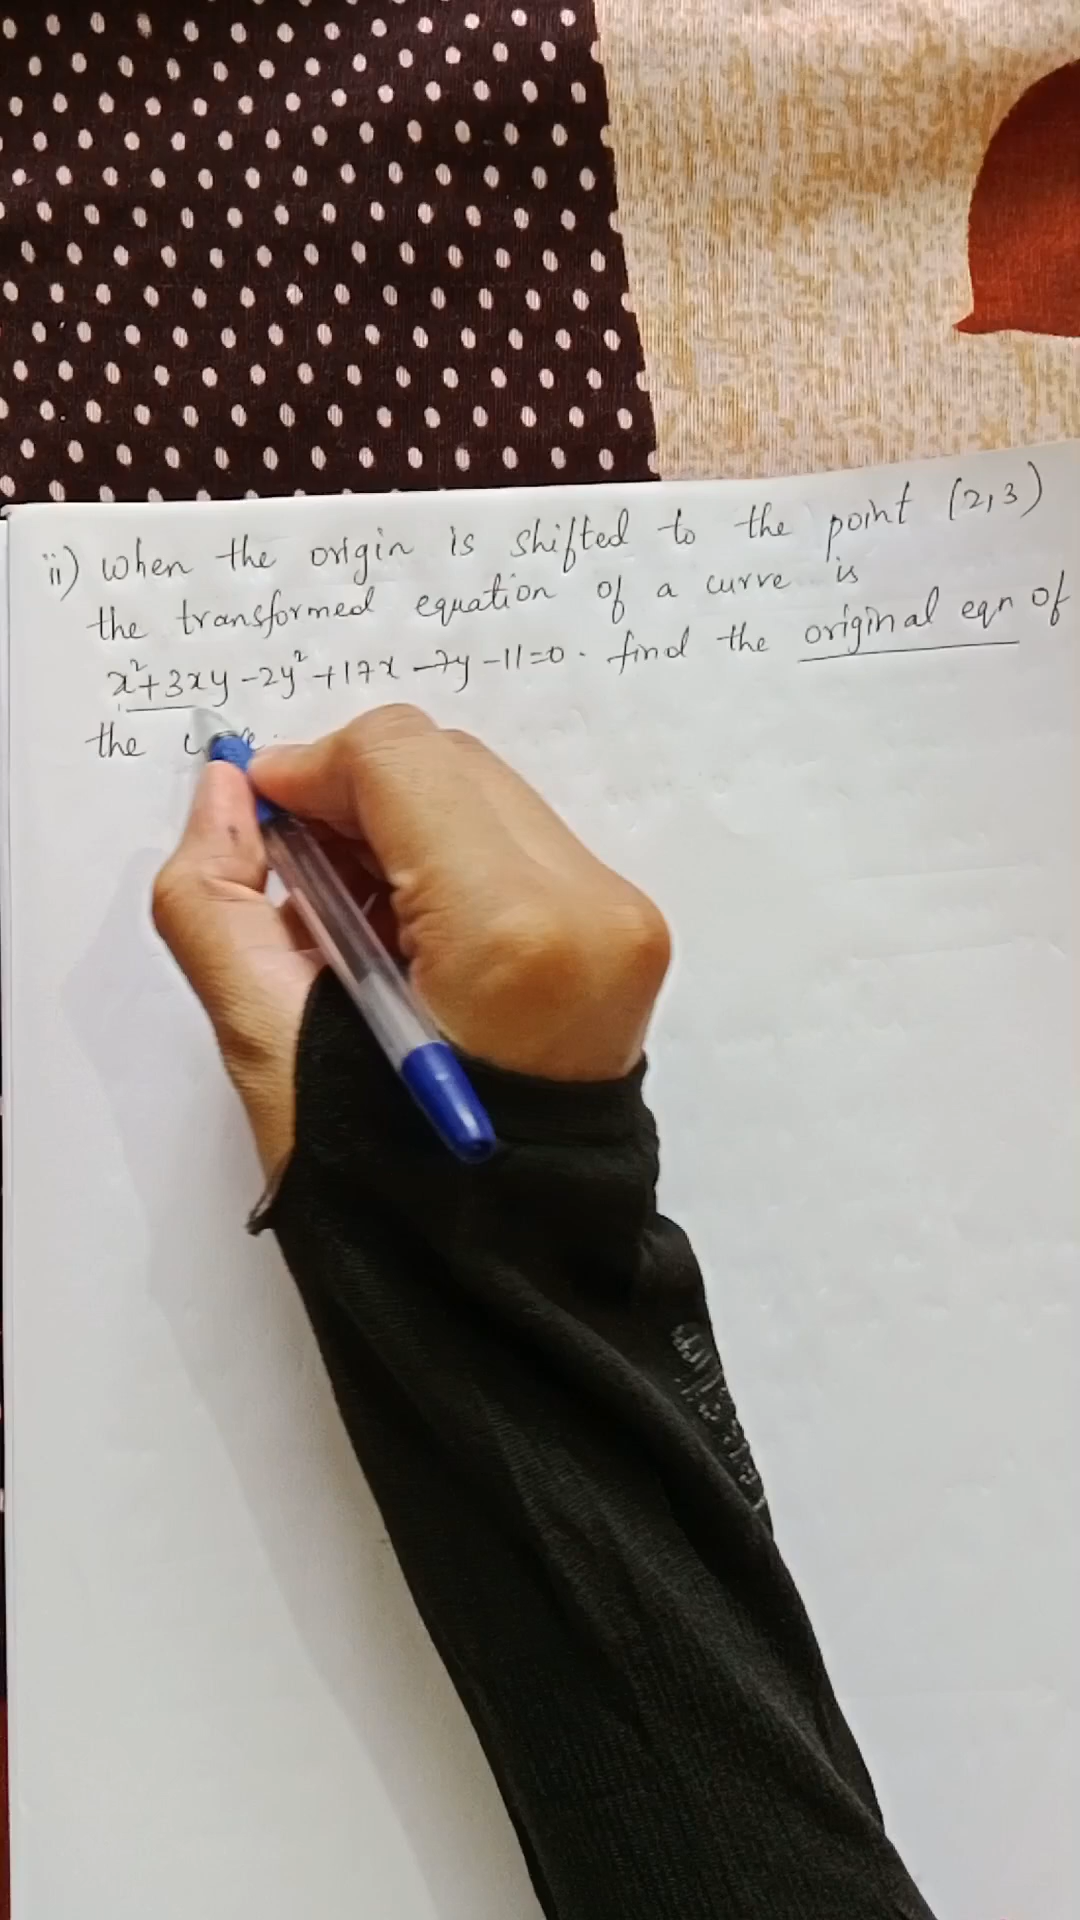 ii) when the origin is shifted to the point (2,3)
the transformed equation of a curve is
x²+3xy-2y²+17x-7y-11=0. find the original eqn of
the